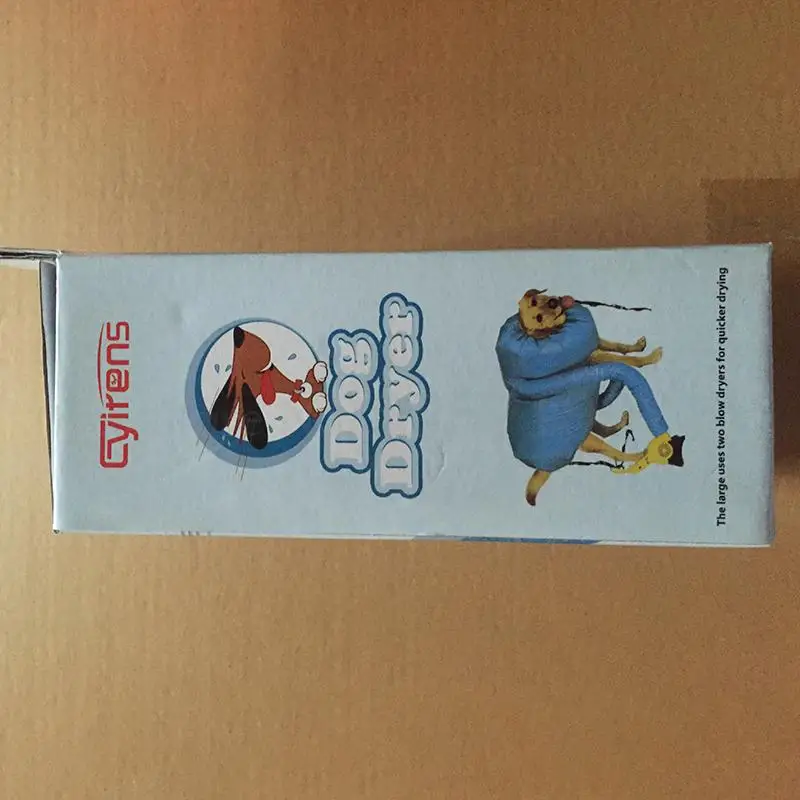 Cyirens
Dog
Dryer
The large uses two blow dryers for quicker drying